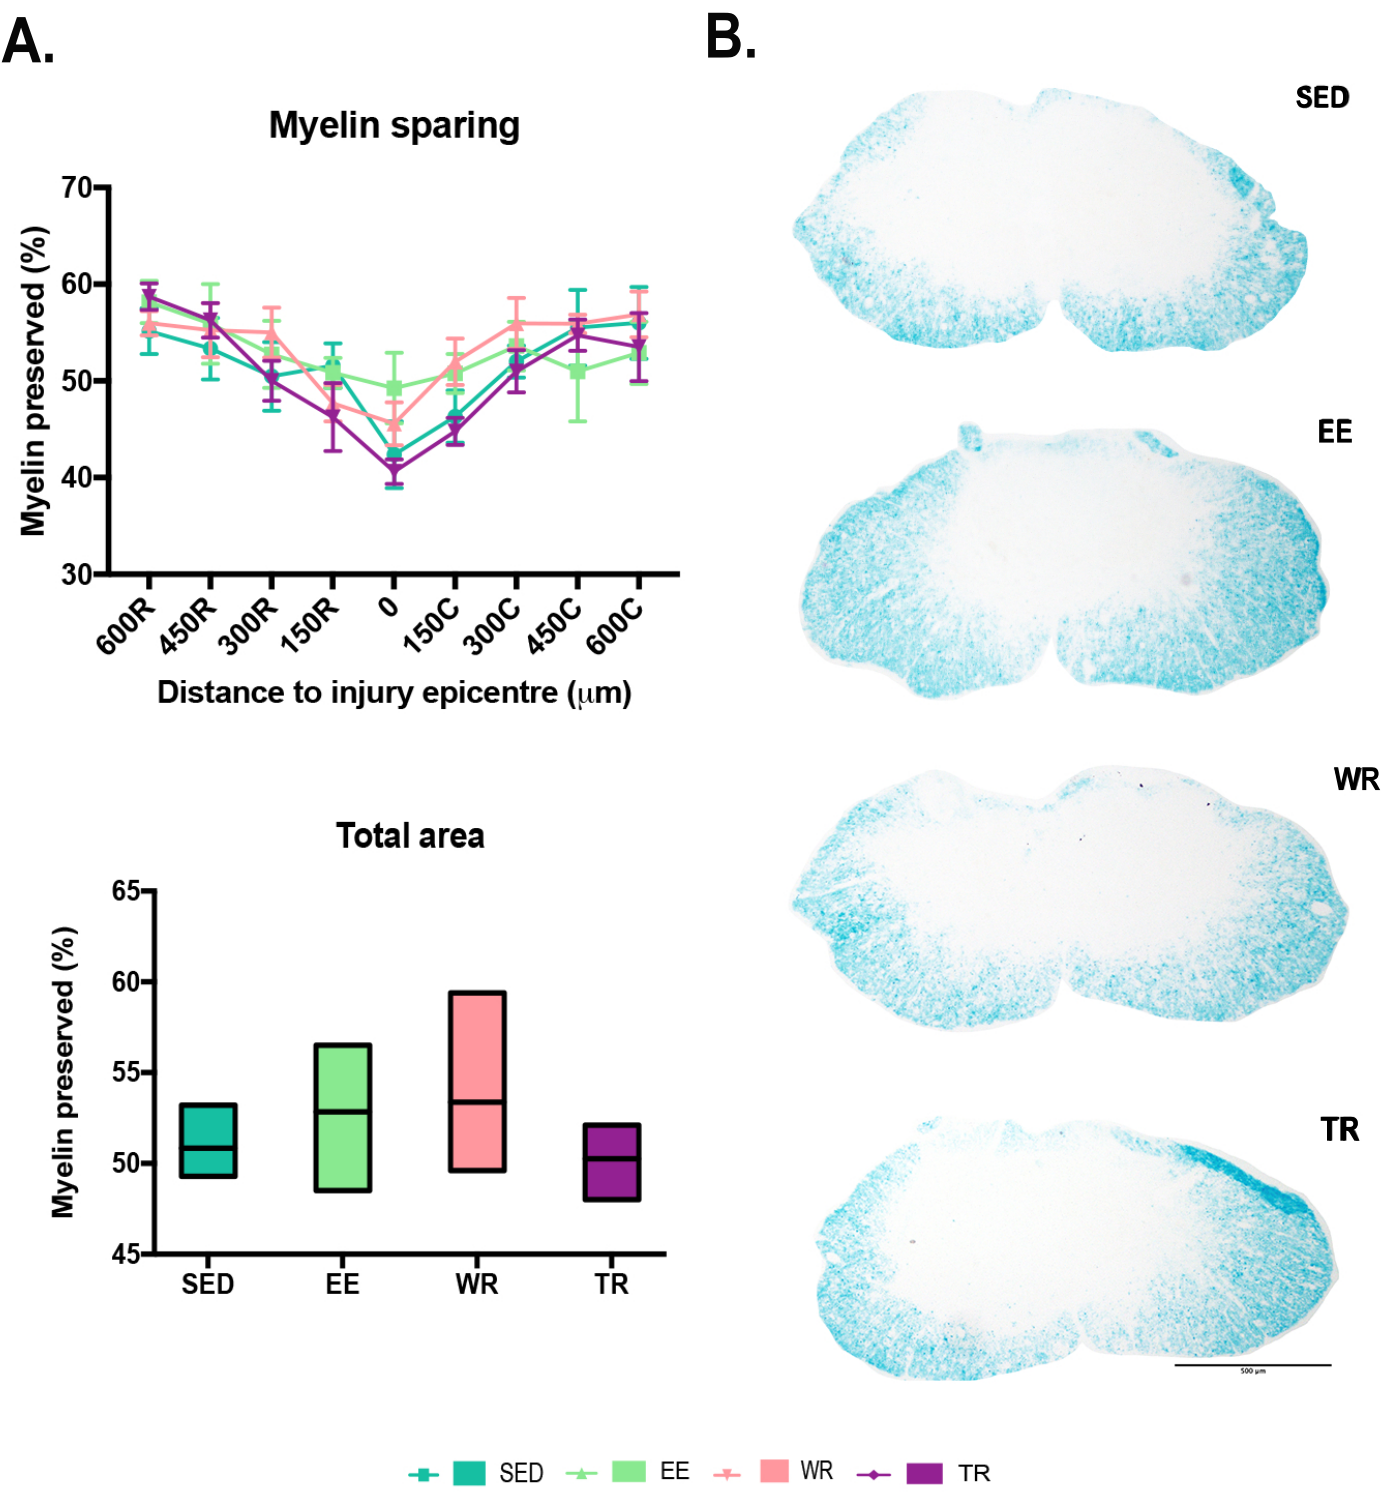 A.
Myelin sparing
Myelin preserved (%)
70
60
50
40
30
600R 450R 300R 150R 0 150C 300C 450C 600C
Distance to injury epicentre (μm)
Total area
Myelin preserved (%)
65
60
55
50
45
SED EE WR TR
B.
SED
EE
WR
TR
500 μm
SED EE WR TR